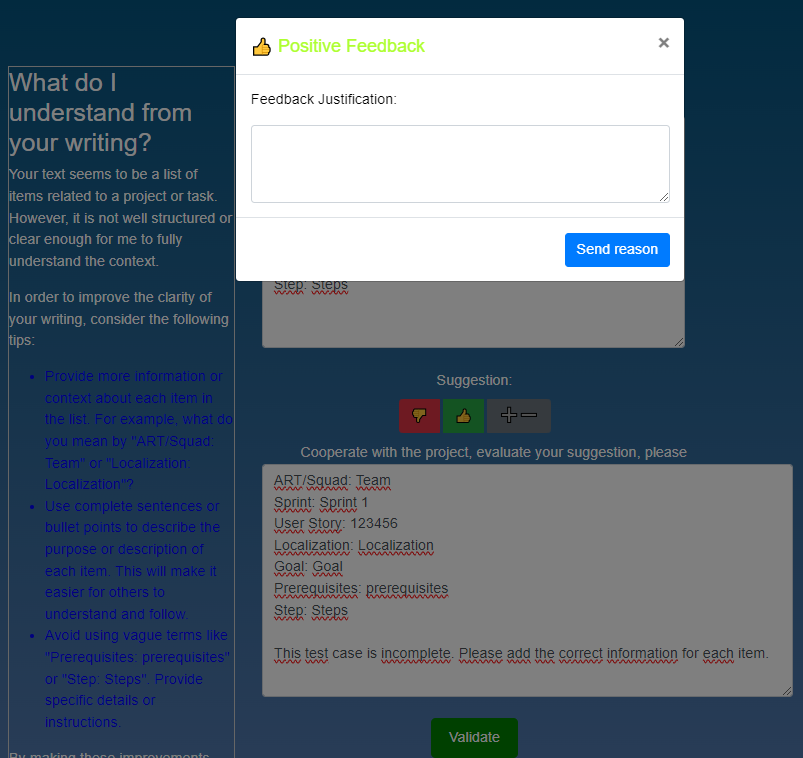 Positive Feedback
×
Feedback Justification:
Send reason
What do I
understand from
your writing?
Your text seems to be a list of
items related to a project or task.
However, it is not well structured or
clear enough for me to fully
understand the context.
In order to improve the clarity of
your writing, consider the following
tips:
Provide more information or
context about each item in
the list. For example, what do
you mean by "ART/Squad:
Team" or "Localization:
Localization"?
Use complete sentences or
bullet points to describe the
purpose or description of
each item. This will make it
easier for others to
understand and follow.
Avoid using vague terms like
"Prerequisites: prerequisites"
or "Step: Steps". Provide
specific details or
instructions.
By making these improvements,
Step: Steps
Suggestion:
Cooperate with the project, evaluate your suggestion, please
ART/Squad: Team
Sprint: Sprint 1
User Story: 123456
Localization: Localization
Goal: Goal
Prerequisites: prerequisites
Step: Steps
This test case is incomplete. Please add the correct information for each item.
Validate